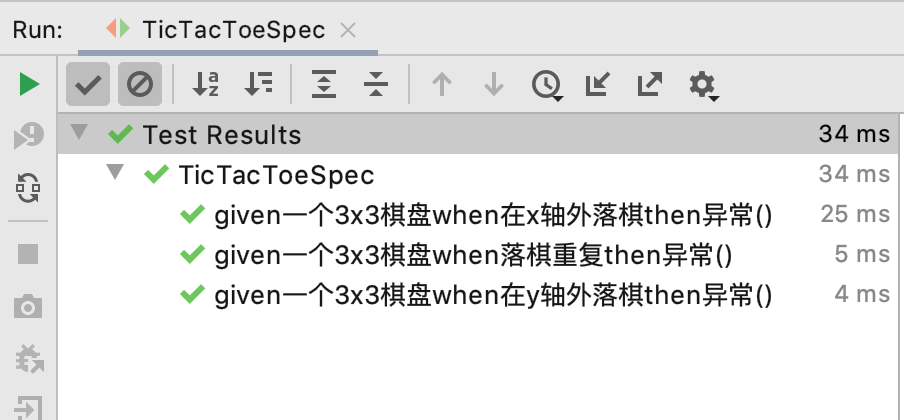 Run: TicTacToeSpec
Test Results 34 ms
TicTacToeSpec 34 ms
given一个3x3棋盘when在x轴外落棋then异常() 25 ms
given一个3x3棋盘when落棋重复then异常() 5 ms
given一个3x3棋盘when在y轴外落棋then异常() 4 ms